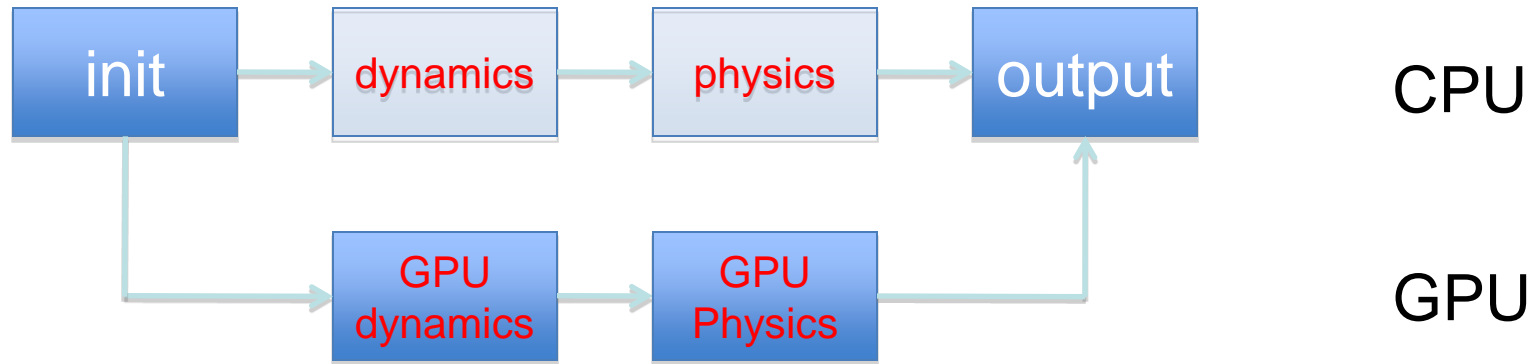 init
dynamics
physics
output
CPU
GPU
dynamics
GPU
Physics
GPU